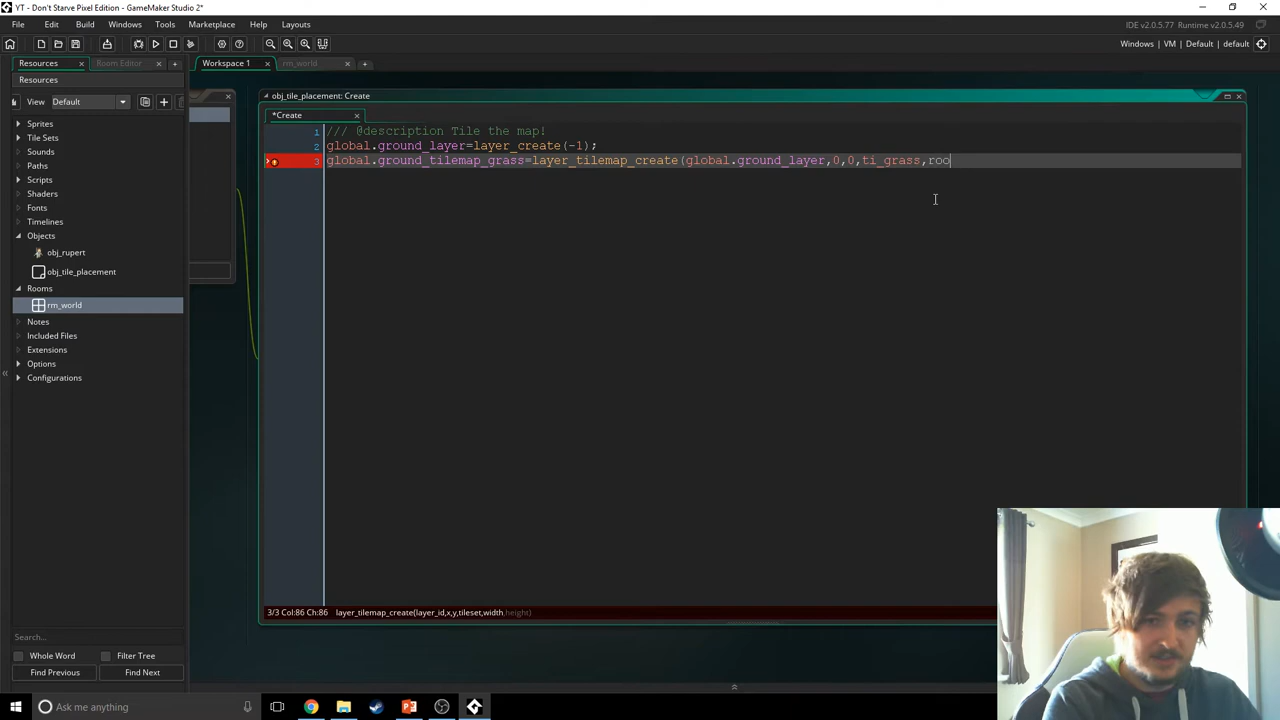 YT - Don't Starve Pixel Edition - GameMaker Studio 2*
File Edit Build Windows Tools Marketplace Help Layouts
IDE v2.0.5.77 Runtime v2.0.5.49
Windows | VM | Default | default
Resources
Room Editor
Workspace 1
rm_world
Resources
View Default
Sprites
Tile Sets
Sounds
Paths
Scripts
Shaders
Fonts
Timelines
Objects
obj_rupert
obj_tile_placement
Rooms
rm_world
Notes
Included Files
Extensions
Options
Configurations
Search...
Whole Word Filter Tree
Find Previous Find Next
obj_tile_placement: Create
*Create
1 /// @description Tile the map!
2 global.ground_layer=layer_create(-1);
3 global.ground_tilemap_grass=layer_tilemap_create(global.ground_layer,0,0,ti_grass,roo
3/3 Col:86 Ch:86 layer_tilemap_create(layer_id,x,y,tileset,width,height)
Ask me anything